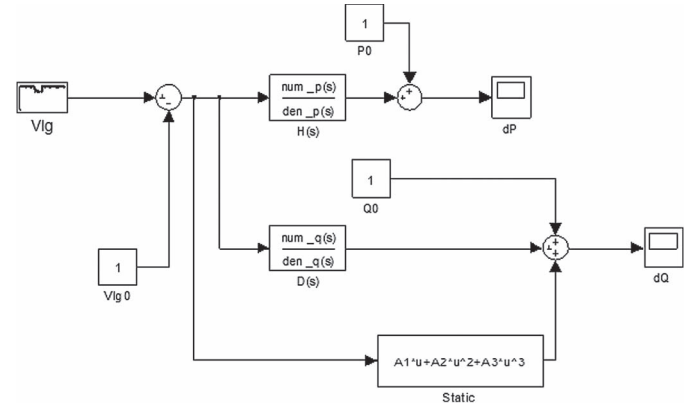 1
P0
Vlg
num _p(s)
den _p(s)
H(s)
dP
1
Q0
1
Vlg 0
num _q(s)
den _q(s)
D(s)
dQ
A1*u+A2*u^2+A3*u^3
Static